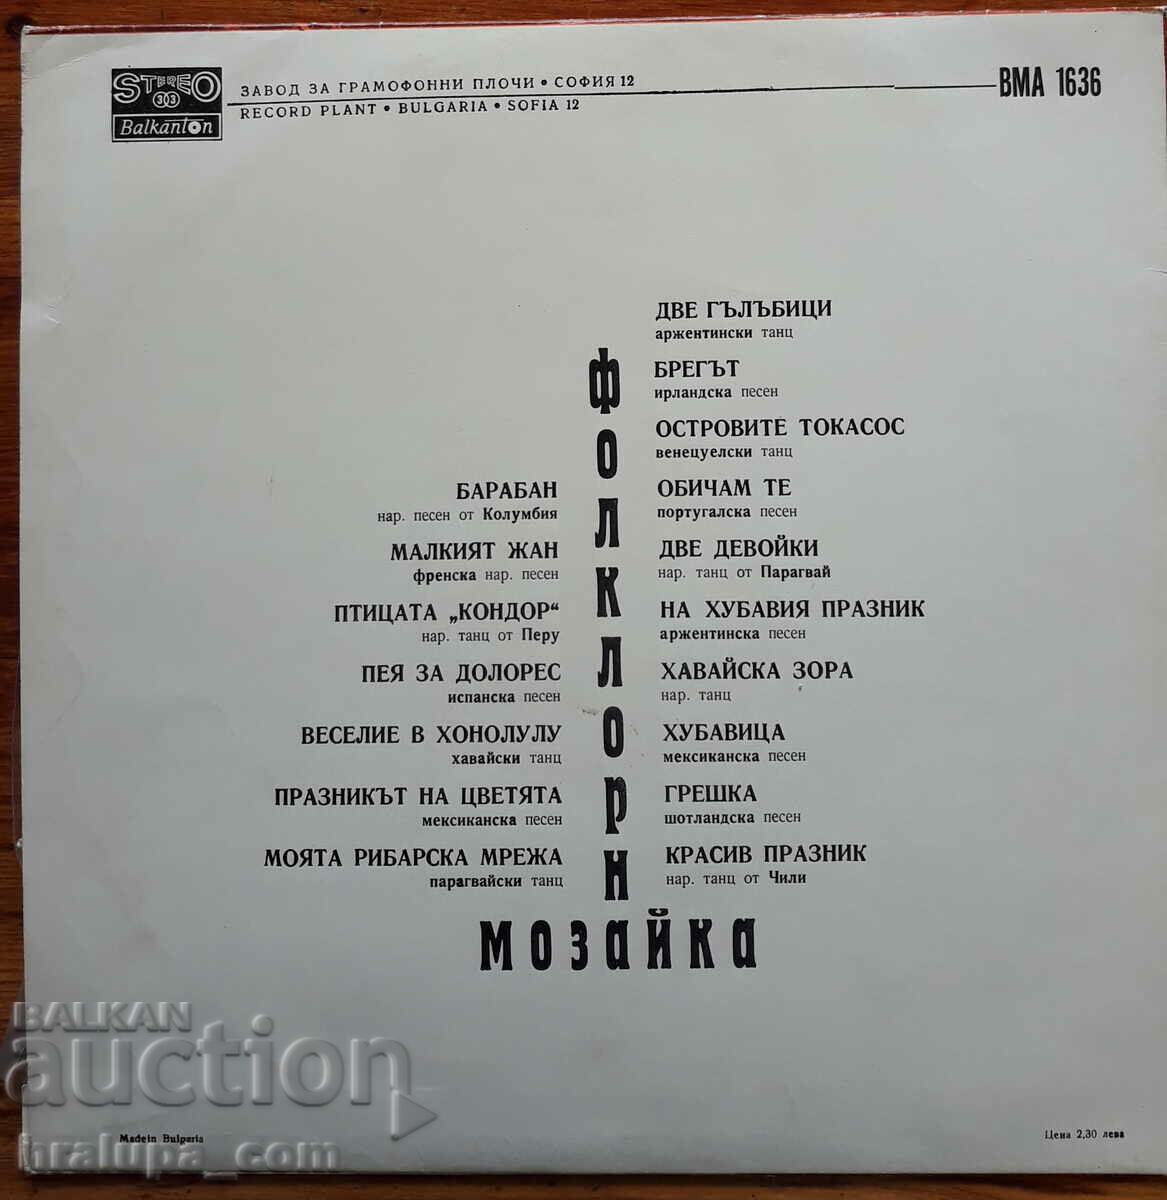 STEREO
303
Balkanton
ЗАВОД ЗА ГРАМОФОННИ ПЛОЧИ • СОФИЯ 12
RECORD PLANT • BULGARIA • SOFIA 12
ВМА 1636
БАРАБАН
нар. песен от Колумбия
МАЛКИЯТ ЖАН
френска нар. песен
ПТИЦАТА „КОНДОР“
нар. танц от Перу
ПЕЯ ЗА ДОЛОРЕС
испанска песен
ВЕСЕЛИЕ В ХОНОЛУЛУ
хавайски танц
ПРАЗНИКЪТ НА ЦВЕТЯТА
мексиканска песен
МОЯТА РИБАРСКА МРЕЖА
парагвайски танц
ДВЕ ГЪЛЪБИЦИ
аржентински танц
БРЕГЪТ
ирландска песен
ОСТРОВИТЕ ТОКАСОС
венецуелски танц
ОБИЧАМ ТЕ
португалска песен
ДВЕ ДЕВОЙКИ
нар. танц от Парагвай
НА ХУБАВИЯ ПРАЗНИК
аржентинска песен
ХАВАЙСКА ЗОРА
нар. танц
ХУБАВИЦА
мексиканска песен
ГРЕШКА
шотландска песен
КРАСИВ ПРАЗНИК
нар. танц от Чили
фолклорн
мозайка
BALKAN
auction
Made in Bulgaria
hralupa_com
Цена 2,30 лева